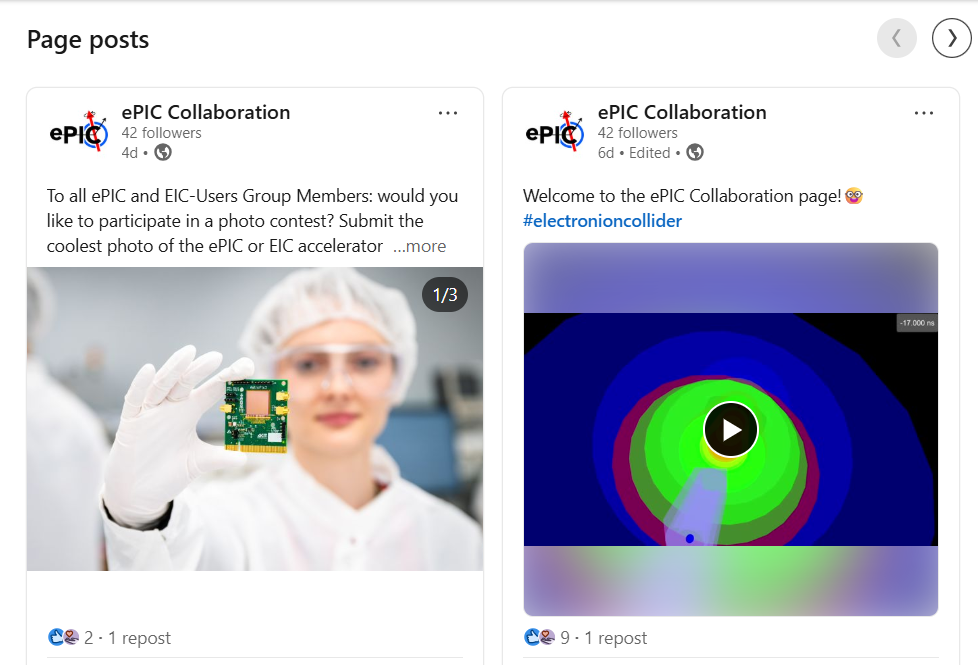 Page posts
ePIC
ePIC Collaboration
42 followers
4d •
To all ePIC and EIC-Users Group Members: would you
like to participate in a photo contest? Submit the
coolest photo of the ePIC or EIC accelerator ...more
1/3
2 · 1 repost
ePIC
ePIC Collaboration
42 followers
6d • Edited •
Welcome to the ePIC Collaboration page!🤓
#electronioncollider
-17.000 ns
9 · 1 repost